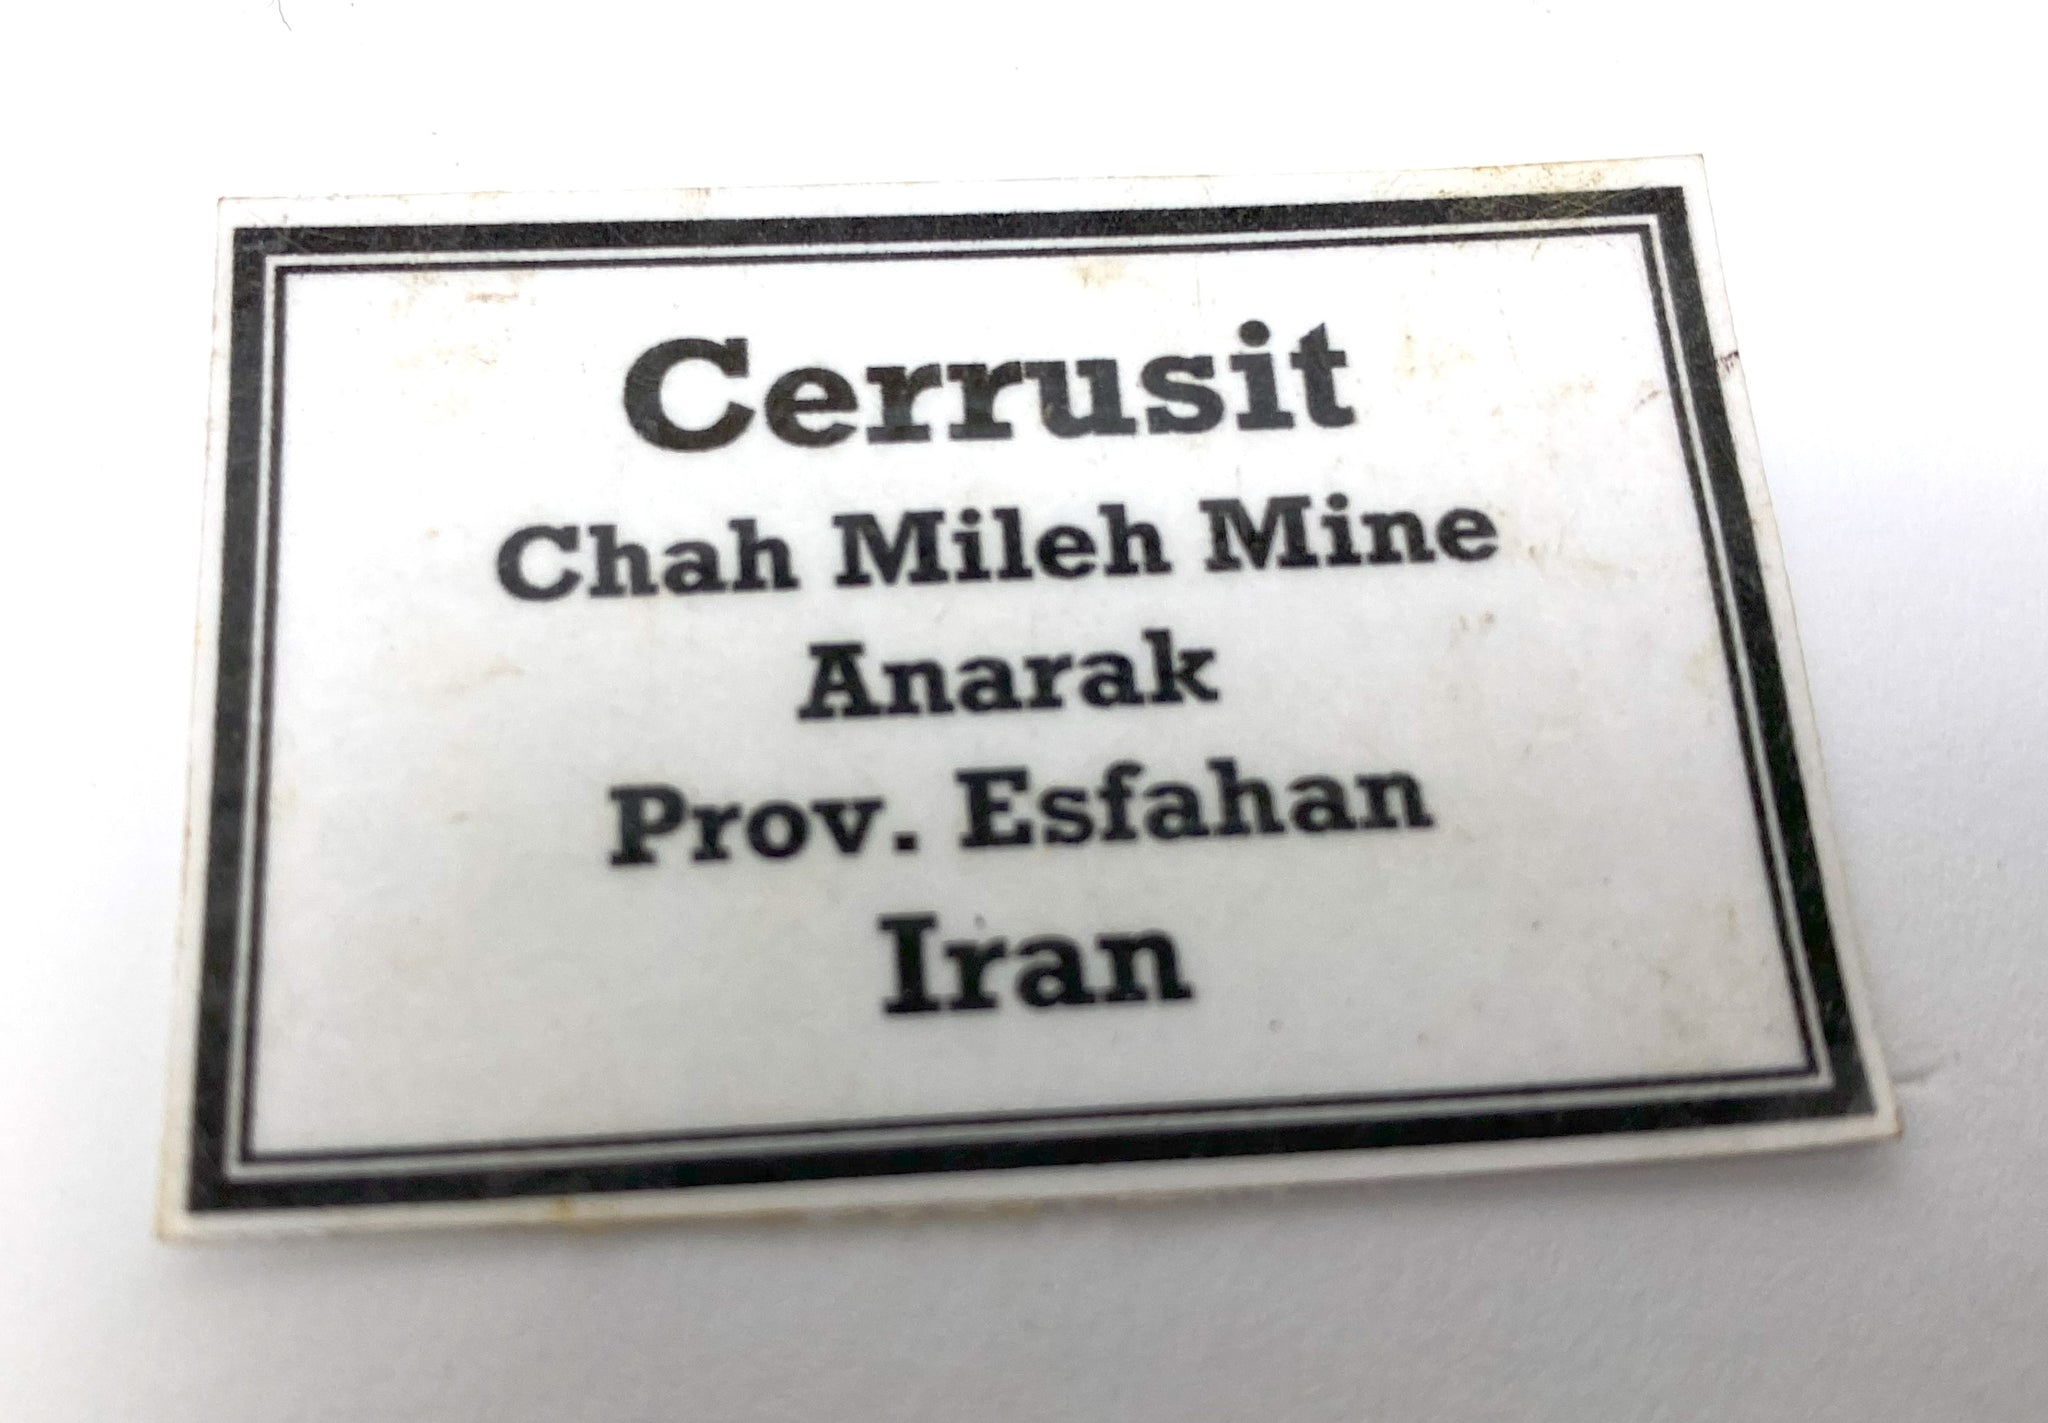 Cerrusit
Chah Mileh Mine
Anarak
Prov. Esfahan
Iran